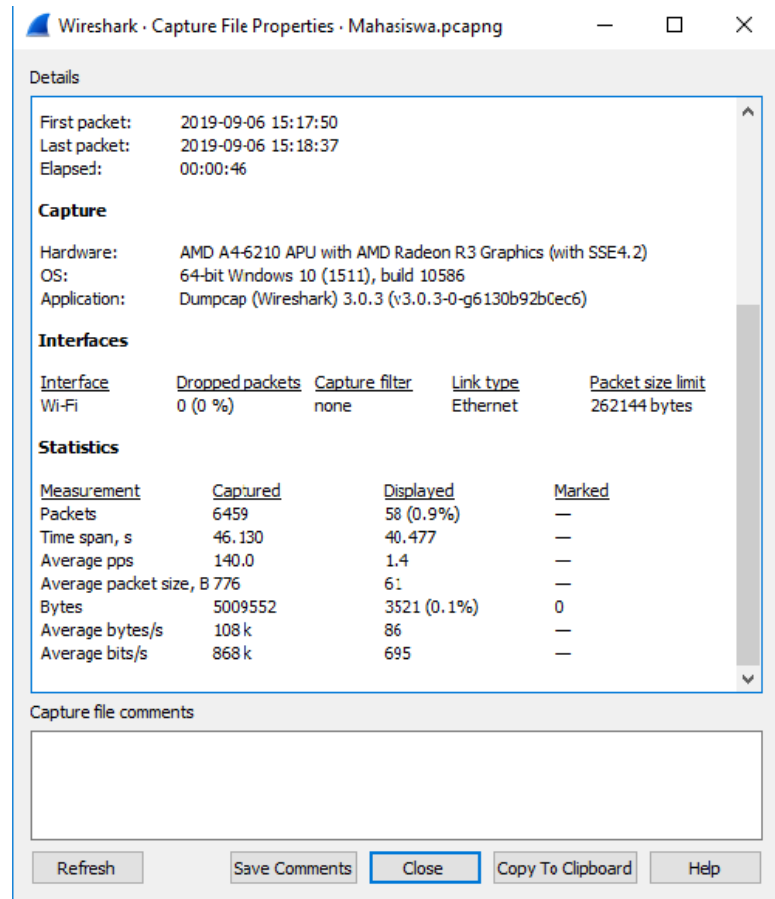 Wireshark · Capture File Properties · Mahasiswa.pcapng
Details
First packet: 2019-09-06 15:17:50
Last packet: 2019-09-06 15:18:37
Elapsed: 00:00:46
Capture
Hardware: AMD A4-6210 APU with AMD Radeon R3 Graphics (with SSE4.2)
OS: 64-bit Windows 10 (1511), build 10586
Application: Dumpcap (Wireshark) 3.0.3 (v3.0.3-0-g6130b92b0ec6)
Interfaces
Interface Dropped packets Capture filter Link type Packet size limit
Wi-Fi 0 (0 %) none Ethernet 262144 bytes
Statistics
Measurement Captured Displayed Marked
Packets 6459 58 (0.9%) —
Time span, s 46.130 40.477 —
Average pps 140.0 1.4 —
Average packet size, B 776 61 —
Bytes 5009552 3521 (0.1%) 0
Average bytes/s 108 k 86 —
Average bits/s 868 k 695 —
Capture file comments
Refresh Save Comments Close Copy To Clipboard Help